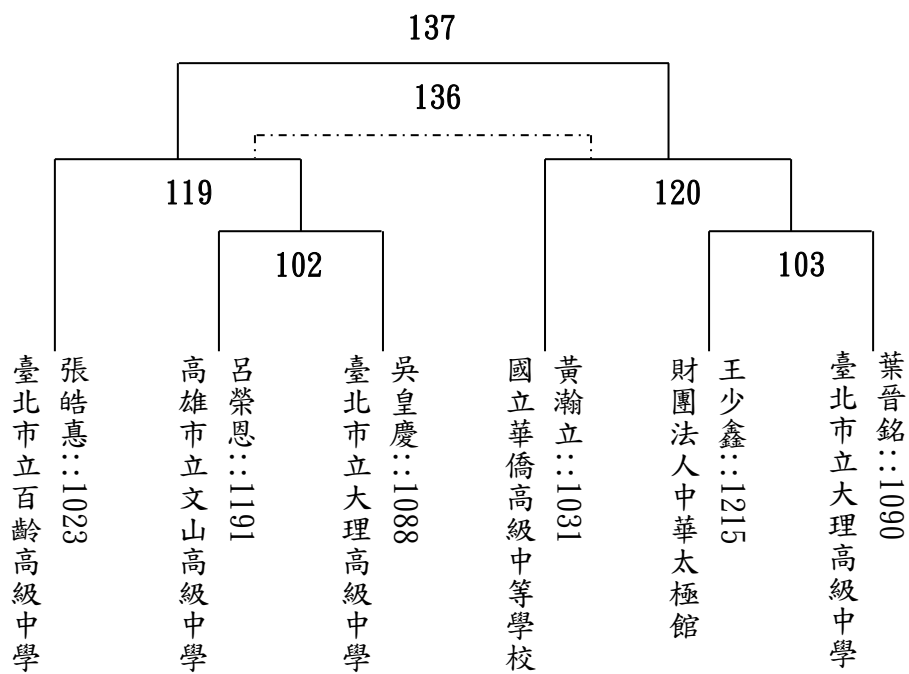 137
136
119
120
102
103
張皓惪::1023
臺北市立百齡高級中學
呂榮恩::1191
高雄市立文山高級中學
吳皇慶::1088
臺北市立大理高級中學
黃瀚立::1031
國立華僑高級中等學校
王少鑫::1215
財團法人中華太極館
葉晉銘::1090
臺北市立大理高級中學